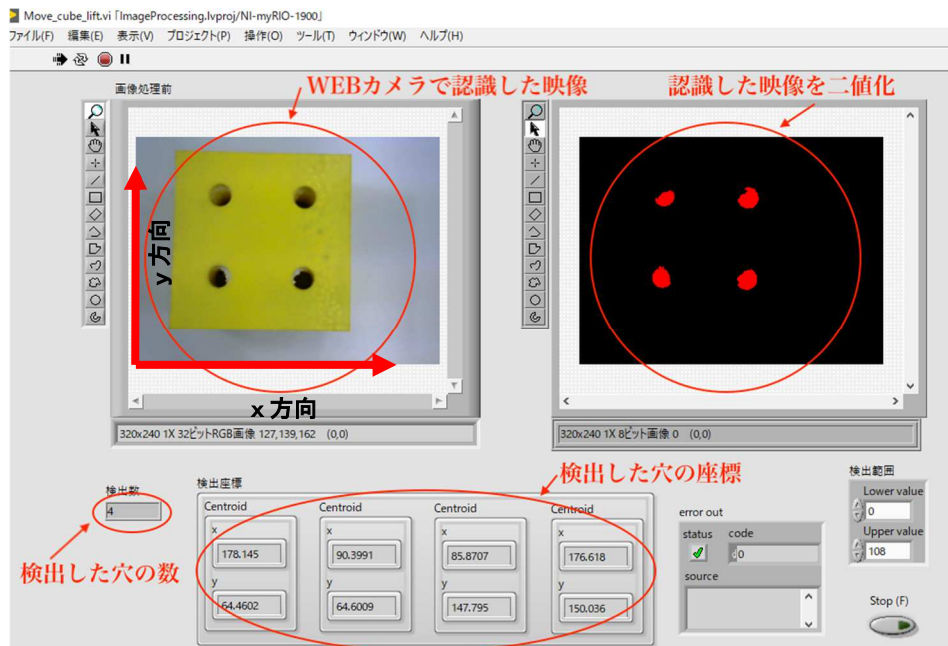 Move_cube_lift.vi「ImageProcessing.lvproj/NI-myRIO-1900」
ファイル(F) 編集(E) 表示(V) プロジェクト(P) 操作(O) ツール(T) ウィンドウ(W) ヘルプ(H)
画像処理前
WEBカメラで認識した映像
認識した映像を二値化
y 方向
x 方向
320x240 1X 32ビットRGB画像 127,139,162 (0,0)
320x240 1X 8ビット画像 0 (0,0)
検出した穴の座標
検出数
4
検出した穴の数
検出座標
Centroid
x
178.145
y
64.4602
Centroid
x
90.3991
y
64.6009
Centroid
x
85.8707
y
147.795
Centroid
x
176.618
y
150.036
error out
status code
d0
source
検出範囲
Lower value
0
Upper value
108
Stop (F)